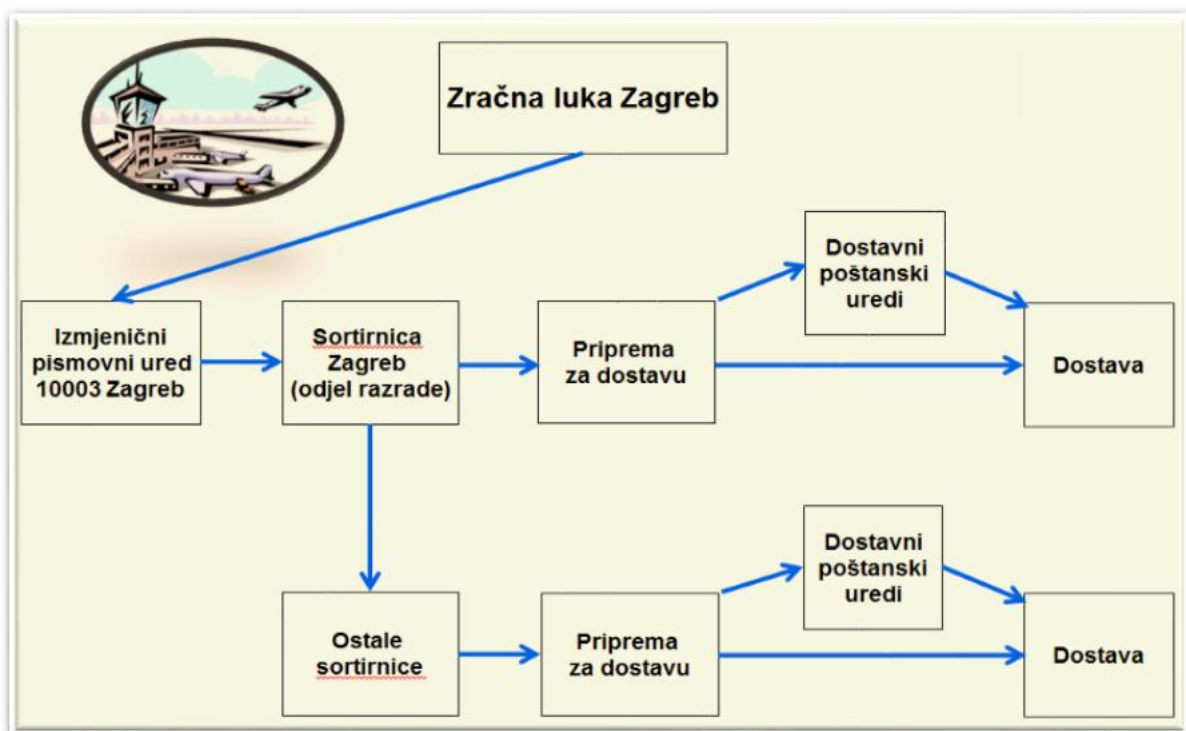 Zračna luka Zagreb
Dostavni
poštanski
uredi
Izmjenični
pismovni ured
10003 Zagreb
Sortirnica
Zagreb
(odjel razrade)
Priprema
za dostavu
Dostava
Dostavni
poštanski
uredi
Ostale
sortirnice
Priprema
za dostavu
Dostava